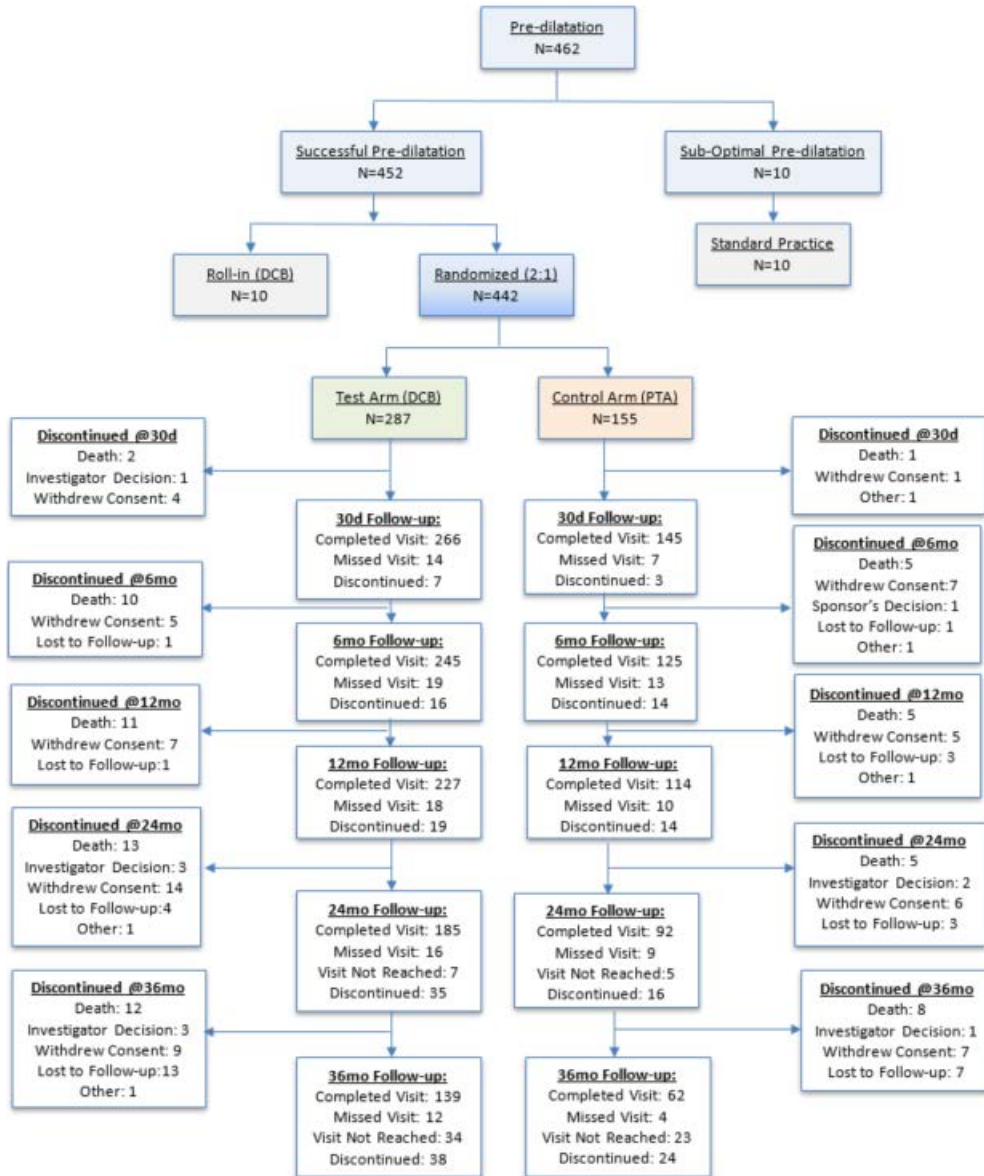 Pre-dilatation
N=462
Successful Pre-dilatation
N=452
Sub-Optimal Pre-dilatation
N=10
Roll-in (DCB)
N=10
Randomized (2:1)
N=442
Standard Practice
N=10
Test Arm (DCB)
N=287
Control Arm (PTA)
N=155
Discontinued @30d
Death: 2
Investigator Decision: 1
Withdrew Consent: 4
Discontinued @30d
Death: 1
Withdrew Consent: 1
Other: 1
30d Follow-up:
Completed Visit: 266
Missed Visit: 14
Discontinued: 7
30d Follow-up:
Completed Visit: 145
Missed Visit: 7
Discontinued: 3
Discontinued @6mo
Death: 10
Withdrew Consent: 5
Lost to Follow-up: 1
Discontinued @6mo
Death:5
Withdrew Consent:7
Sponsor's Decision: 1
Lost to Follow-up: 1
Other: 1
6mo Follow-up:
Completed Visit: 245
Missed Visit: 19
Discontinued: 16
6mo Follow-up:
Completed Visit: 125
Missed Visit: 13
Discontinued: 14
Discontinued @12mo
Death: 11
Withdrew Consent: 7
Lost to Follow-up: 1
Discontinued @12mo
Death: 5
Withdrew Consent: 5
Lost to Follow-up: 3
Other: 1
12mo Follow-up:
Completed Visit: 227
Missed Visit: 18
Discontinued: 19
12mo Follow-up:
Completed Visit: 114
Missed Visit: 10
Discontinued: 14
Discontinued @24mo
Death: 13
Investigator Decision: 3
Withdrew Consent: 14
Lost to Follow-up:4
Other: 1
Discontinued @24mo
Death: 5
Investigator Decision: 2
Withdrew Consent: 6
Lost to Follow-up: 3
24mo Follow-up:
Completed Visit: 185
Missed Visit: 16
Visit Not Reached: 7
Discontinued: 35
24mo Follow-up:
Completed Visit: 92
Missed Visit: 9
Visit Not Reached:5
Discontinued: 16
Discontinued @36mo
Death: 12
Investigator Decision: 3
Withdrew Consent: 9
Lost to Follow-up:13
Other: 1
Discontinued @36mo
Death: 8
Investigator Decision: 1
Withdrew Consent: 7
Lost to Follow-up: 7
36mo Follow-up:
Completed Visit: 139
Missed Visit: 12
Visit Not Reached: 34
Discontinued: 38
36mo Follow-up:
Completed Visit: 62
Missed Visit: 4
Visit Not Reached: 23
Discontinued: 24